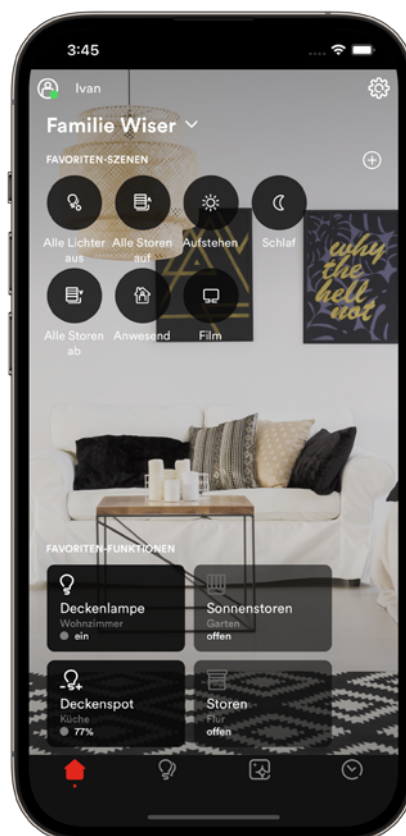 3:45
Ivan
Familie Wiser
FAVORITEN-SZENEN
Alle Lichter aus
Alle Storen auf
Aufstehen
Schlaf
why
the
hell
not
Alle Storen ab
Anwesend
Film
FAVORITEN-FUNKTIONEN
Deckenlampe
Wohnzimmer
ein
Sonnenstoren
Garten
offen
Deckenspot
Küche
77%
Storen
Flur
offen